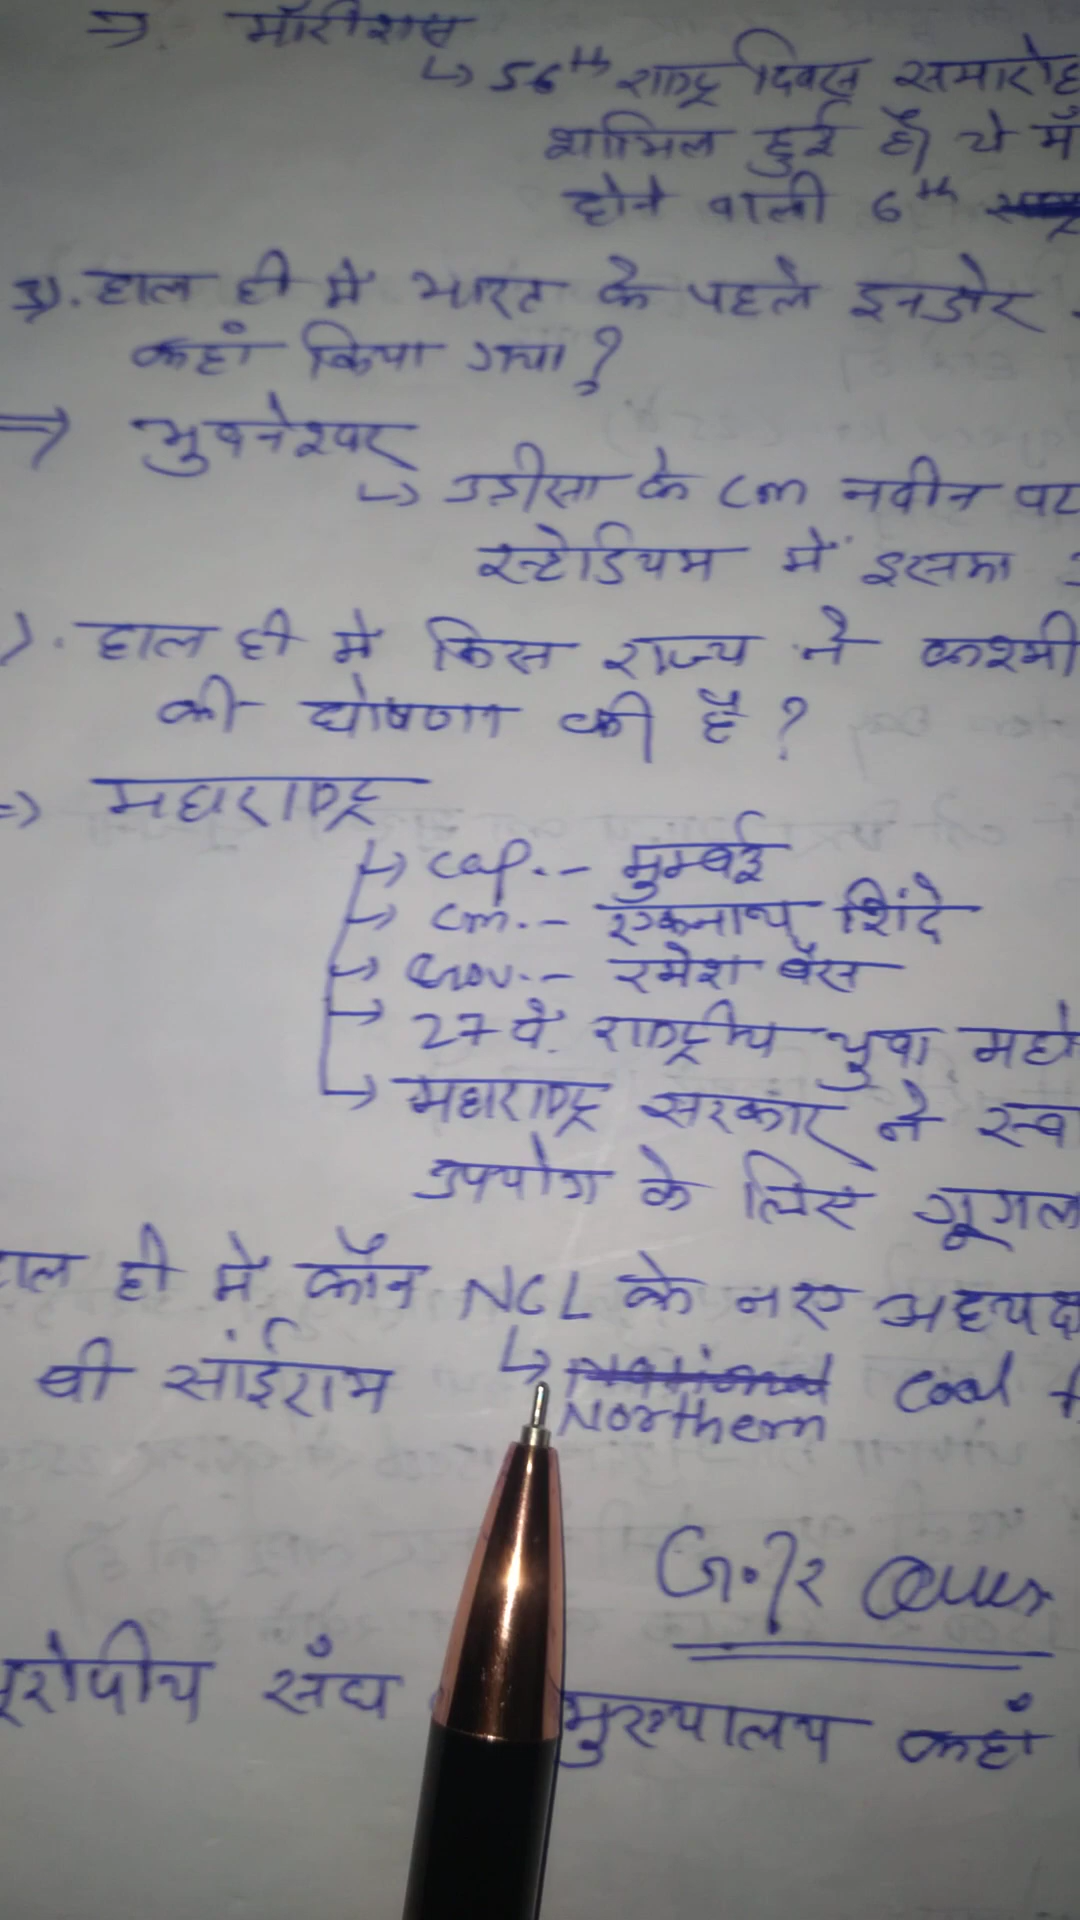 ⇒. मॉरीशस
↳ 56th राष्ट्र दिवस समारोह
शामिल हुई है, ये मॉ
होने वाली 6th
3). हाल ही में भारत के पहले इनडोर
कहां किया गया?
⇒ भुवनेश्वर
↳ उड़ीसा के Cm नवीन पट
स्टेडियम में इसका
). हाल ही में किस राज्य ने कश्मी
की घोषणा की है?
⇒ महाराष्ट्र
↳ cap. - मुम्बई
↳ cm. - एकनाथ शिंदे
↳ Gov. - रमेश बैस
↳ 27 वें राष्ट्रीय युवा महो
↳ महाराष्ट्र सरकार ने स्व
उपयोग के लिए गूगल
हाल ही में कौन NCL के नए अध्यक्ष
बी सांईराम ↳ National Coal
Northern
G.K Ques
यूरोपीय संघ मुख्यालय कहां